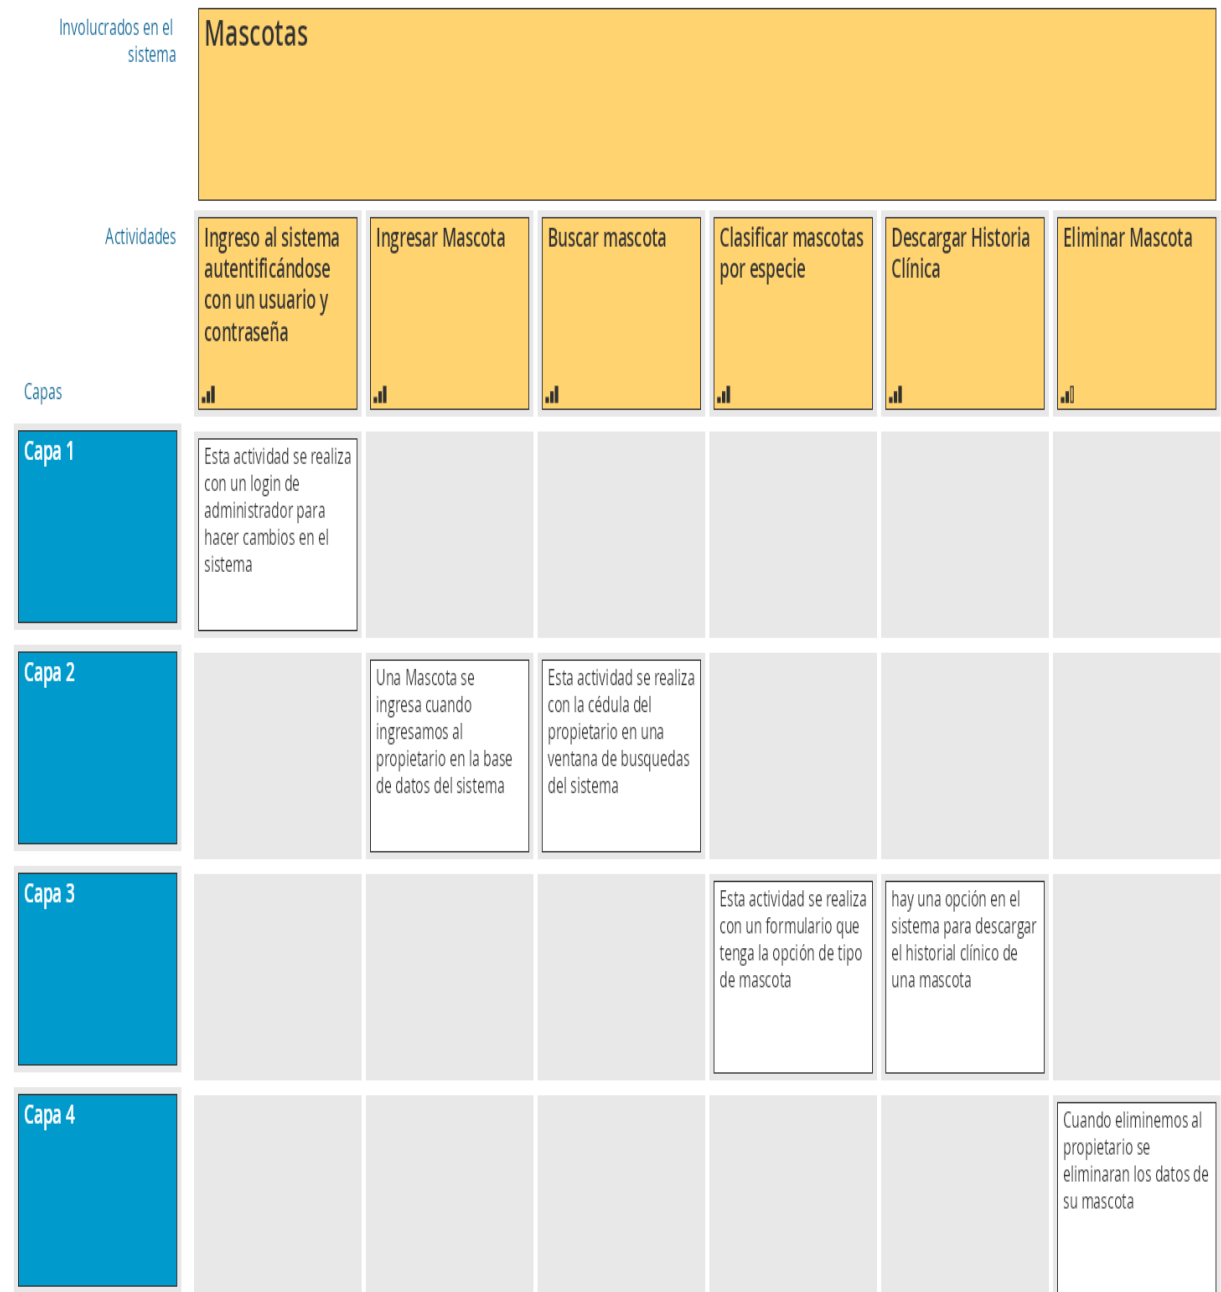 Involucrados en el
sistema
Mascotas
Actividades
Ingreso al sistema
autentificándose
con un usuario y
contraseña
Ingresar Mascota
Buscar mascota
Clasificar mascotas
por especie
Descargar Historia
Clínica
Eliminar Mascota
Capas
Capa 1
Esta actividad se realiza
con un login de
administrador para
hacer cambios en el
sistema
Capa 2
Una Mascota se
ingresa cuando
ingresamos al
propietario en la base
de datos del sistema
Esta actividad se realiza
con la cédula del
propietario en una
ventana de busquedas
del sistema
Capa 3
Esta actividad se realiza
con un formulario que
tenga la opción de tipo
de mascota
hay una opción en el
sistema para descargar
el historial clínico de
una mascota
Capa 4
Cuando eliminemos al
propietario se
eliminaran los datos de
su mascota